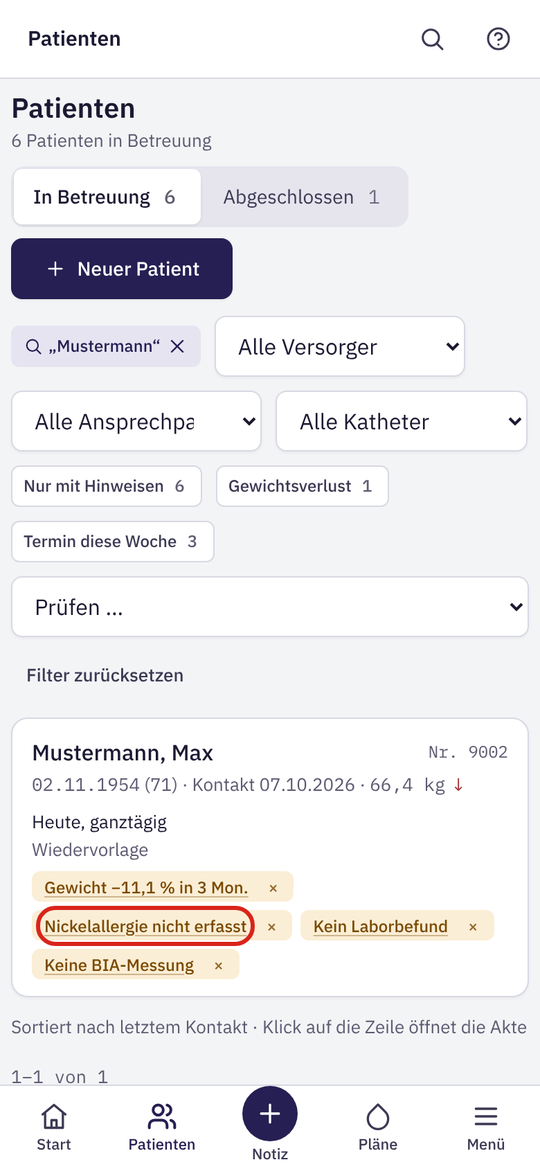 Patienten
Patienten
6 Patienten in Betreuung
In Betreuung 6 Abgeschlossen 1
+ Neuer Patient
„Mustermann“ × Alle Versorger
Alle Ansprechpa Alle Katheter
Nur mit Hinweisen 6 Gewichtsverlust 1
Termin diese Woche 3
Prüfen ...
Filter zurücksetzen
Mustermann, Max Nr. 9002
02.11.1954 (71) · Kontakt 07.10.2026 · 66,4 kg ↓
Heute, ganztägig
Wiedervorlage
Gewicht −11,1 % in 3 Mon. ×
Nickelallergie nicht erfasst × Kein Laborbefund ×
Keine BIA-Messung ×
Sortiert nach letztem Kontakt · Klick auf die Zeile öffnet die Akte
1–1 von 1
Start Patienten Notiz Pläne Menü